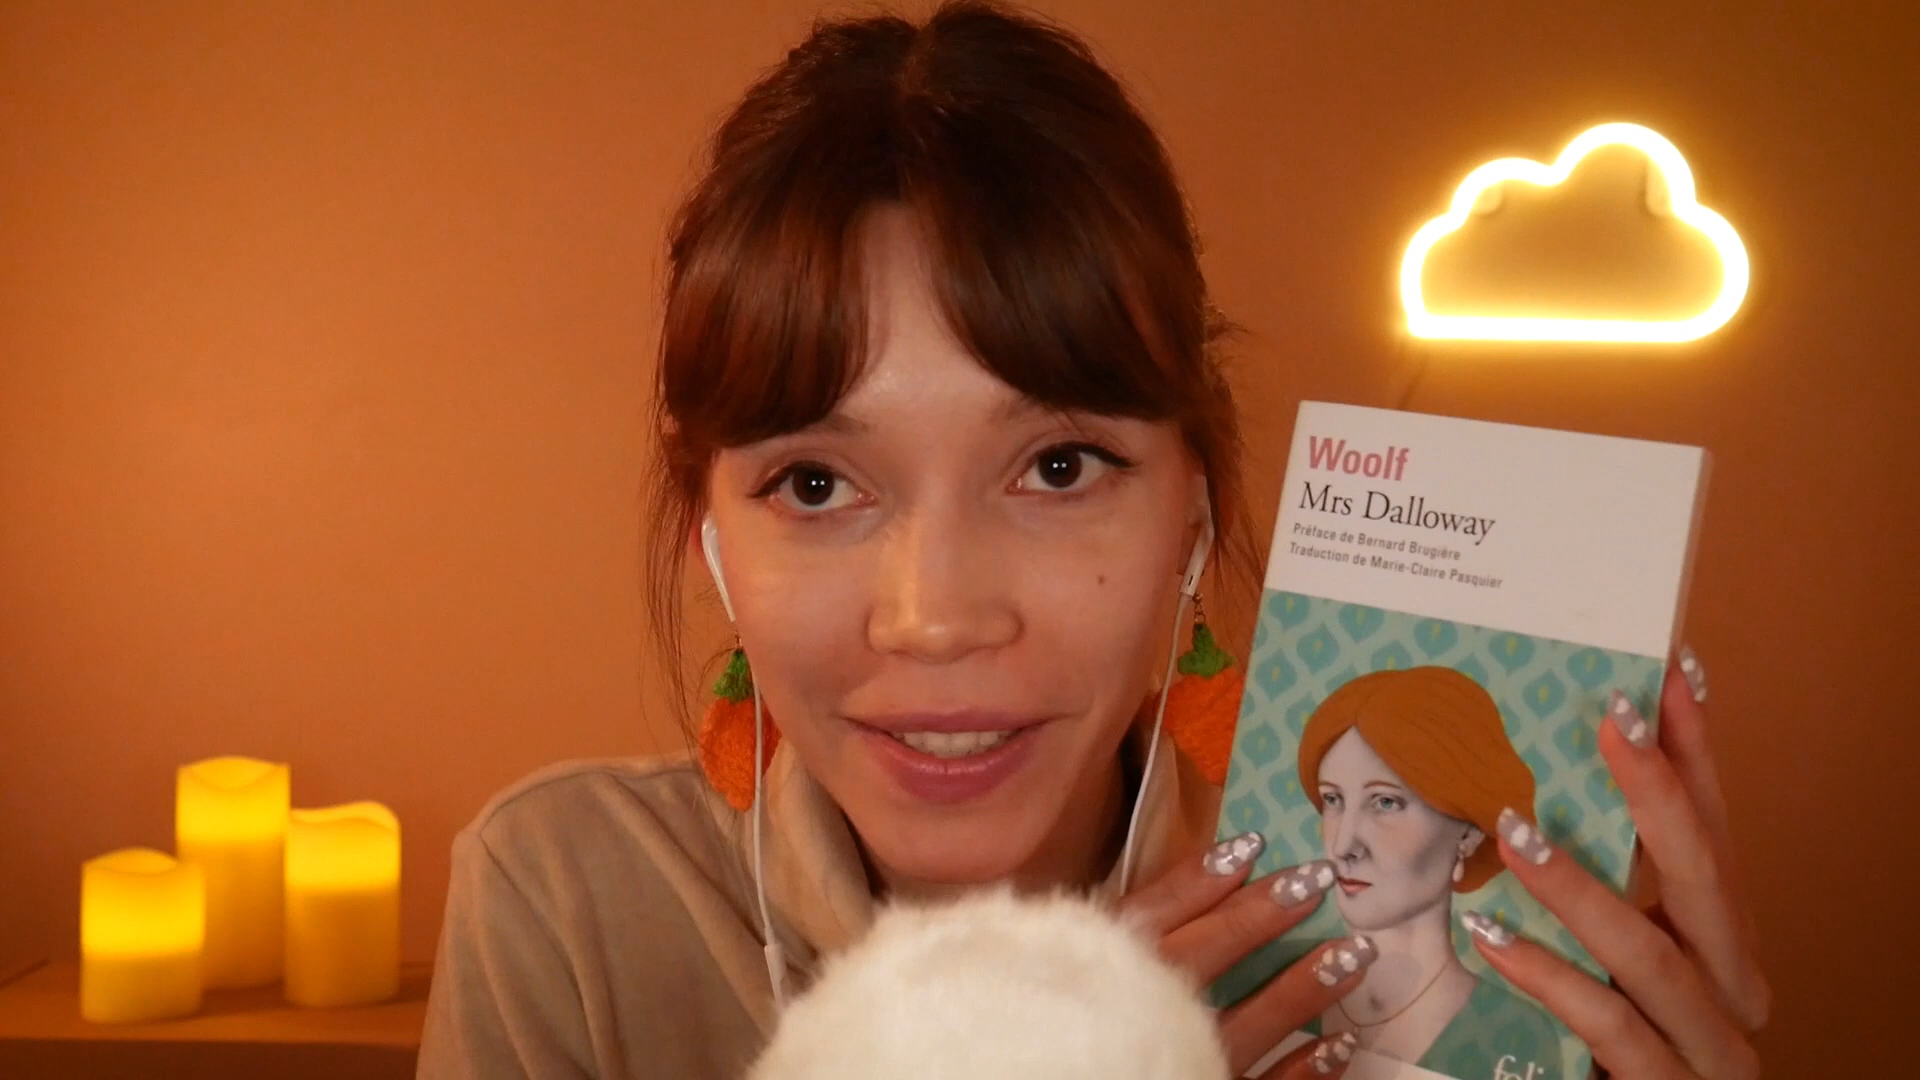 Woolf
Mrs Dalloway
Préface de Bernard Brugière
Traduction de Marie-Claire Pasquier